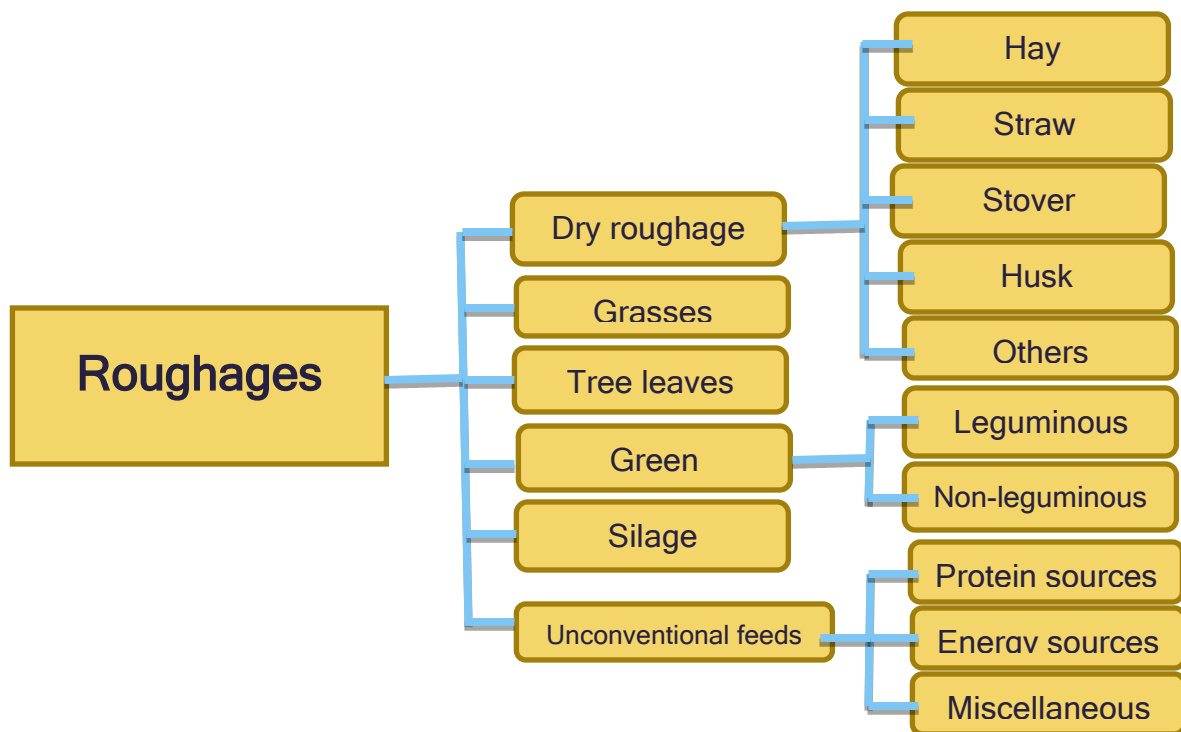 Roughages
Dry roughage
Grasses
Tree leaves
Green
Silage
Unconventional feeds
Hay
Straw
Stover
Husk
Others
Leguminous
Non-leguminous
Protein sources
Energy sources
Miscellaneous